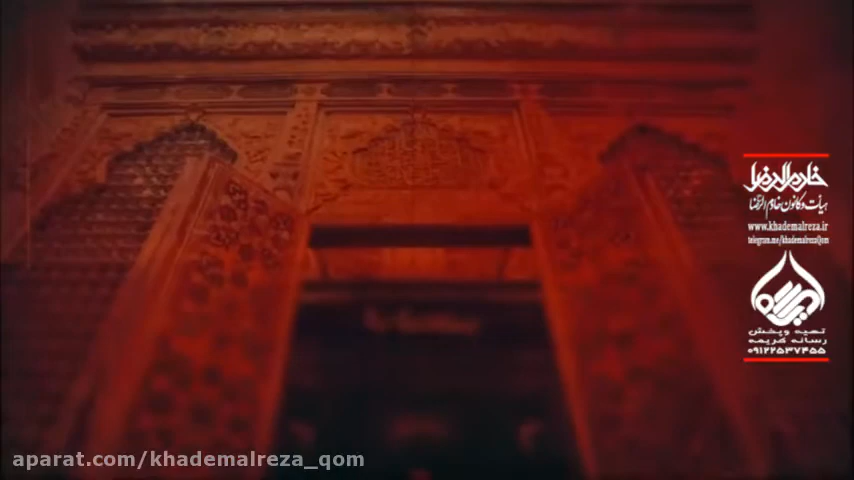 خادم الرضا
هیأت و کانون خادم الرضا
www.khademalreza.ir
telegram.me/khademalrezaQom
تهیه و پخش
رسانه کریمه
۰۹۱۲۲۵۳۷۴۵۵
aparat.com/khademalreza_qom